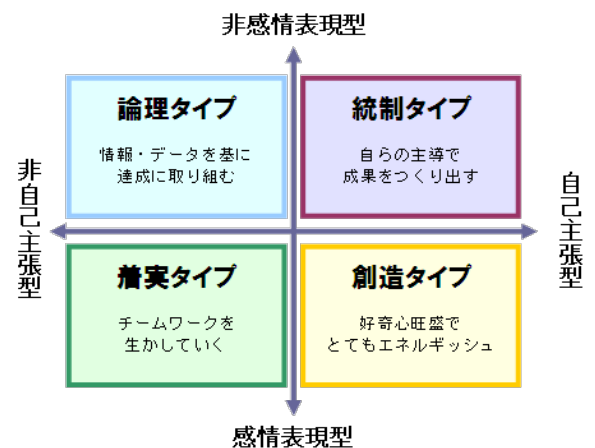 非感情表現型
論理タイプ
情報・データを基に
達成に取り組む
統制タイプ
自らの主導で
成果をつくり出す
非自己主張型
自己主張型
着実タイプ
チームワークを
生かしていく
創造タイプ
好奇心旺盛で
とてもエネルギッシュ
感情表現型